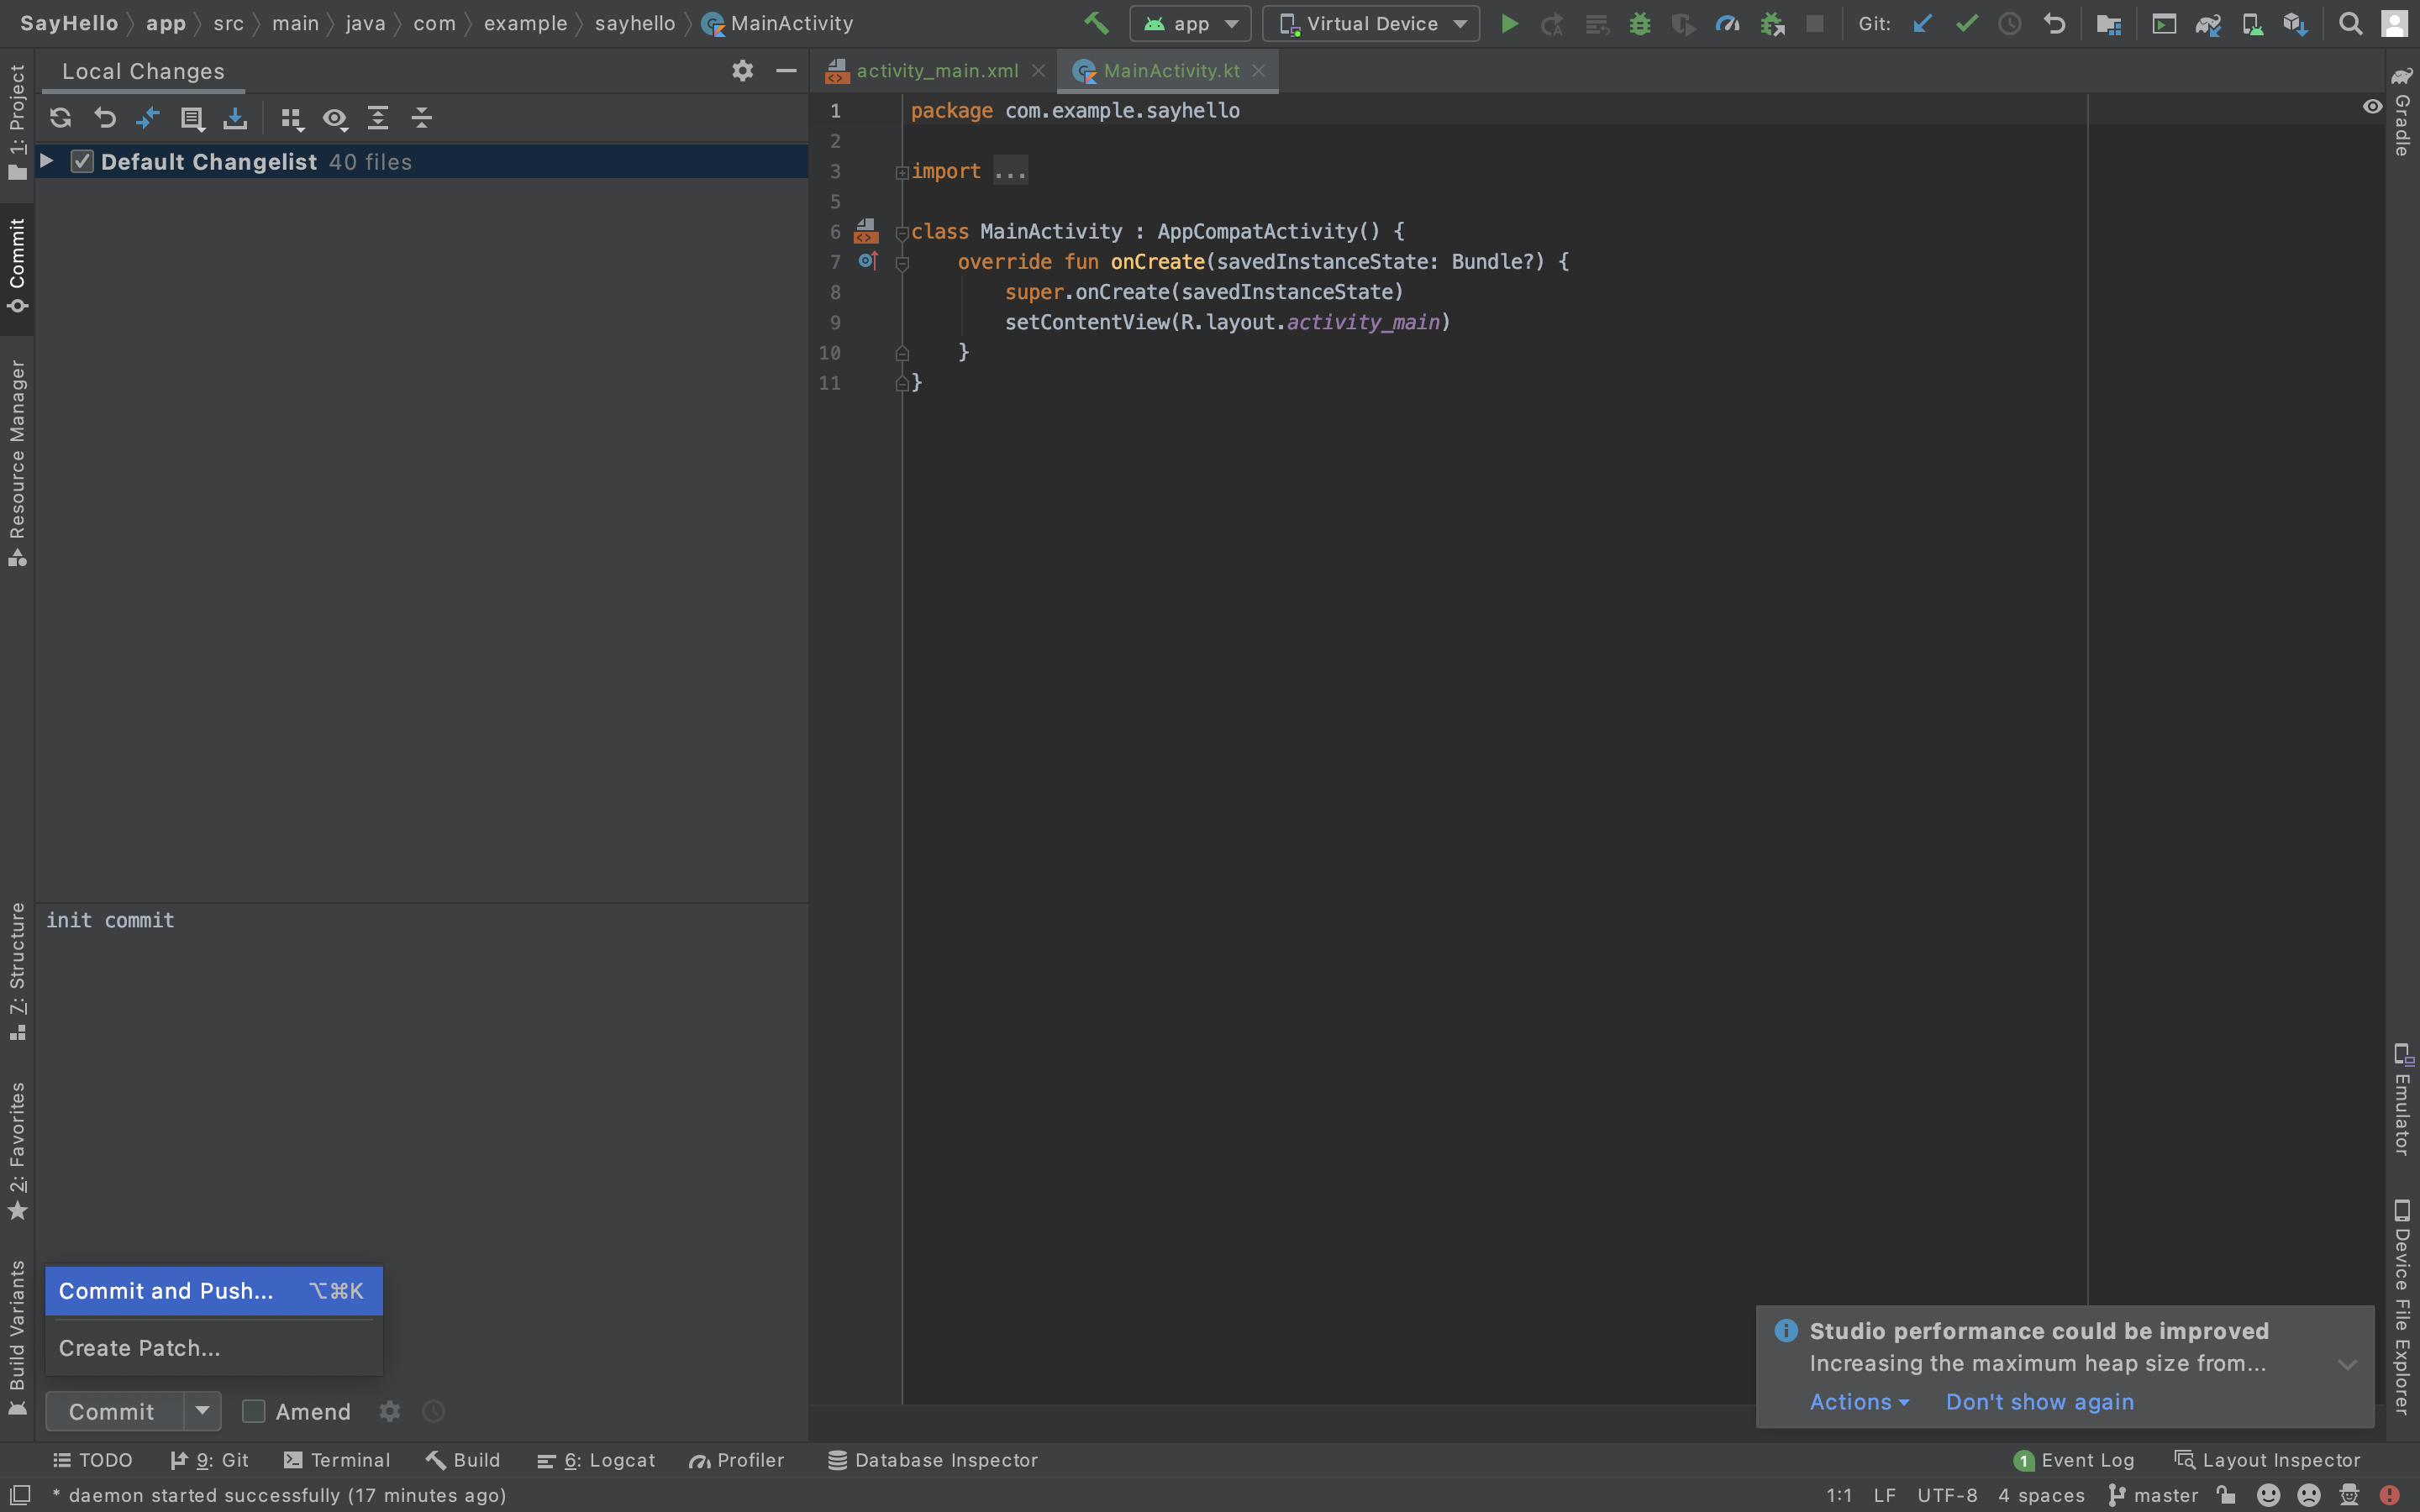 SayHello app src main java com example sayhello MainActivity
app Virtual Device Git:
Local Changes
activity_main.xml MainActivity.kt
Default Changelist 40 files
1 package com.example.sayhello
2
3 import ...
5
6 class MainActivity : AppCompatActivity() {
7 override fun onCreate(savedInstanceState: Bundle?) {
8 super.onCreate(savedInstanceState)
9 setContentView(R.layout.activity_main)
10 }
11 }
1: Project
Commit
Resource Manager
7: Structure
2: Favorites
Build Variants
Gradle
Emulator
Device File Explorer
init commit
Commit and Push... ⌥⌘K
Create Patch...
Commit Amend
Studio performance could be improved
Increasing the maximum heap size from...
Actions Don't show again
TODO 9: Git Terminal Build 6: Logcat Profiler Database Inspector 1 Event Log Layout Inspector
* daemon started successfully (17 minutes ago) 1:1 LF UTF-8 4 spaces master